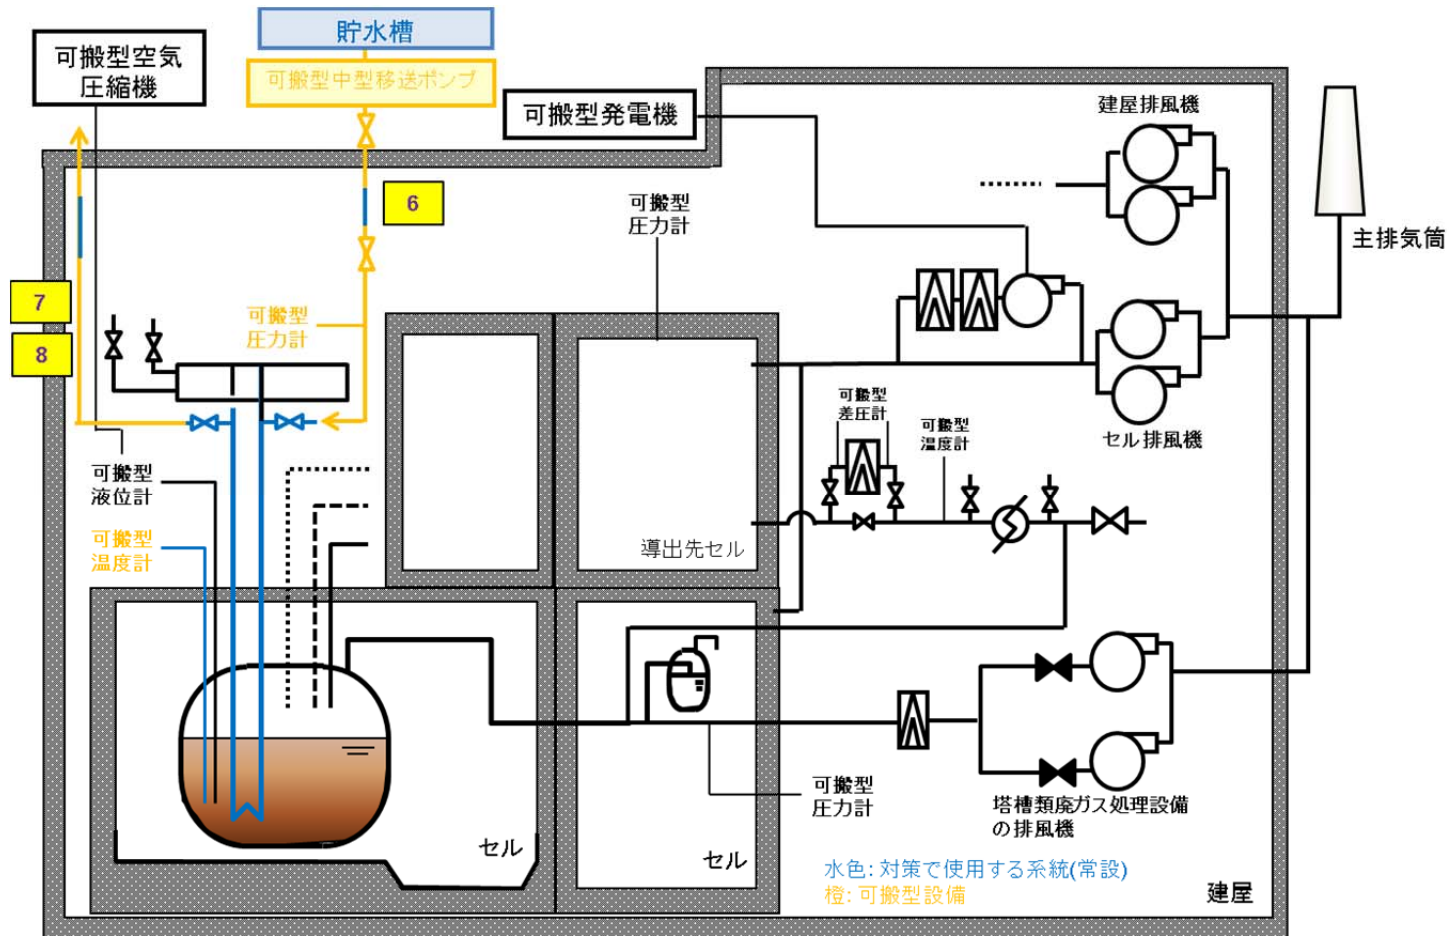 可搬型空気
圧縮機
貯水槽
可搬型中型移送ポンプ
可搬型発電機
建屋排風機
主排気筒
6
可搬型
圧力計
7
8
可搬型
圧力計
セル排風機
可搬型
差圧計
可搬型
温度計
可搬型
液位計
可搬型
温度計
導出先セル
可搬型
圧力計
塔槽類廃ガス処理設備
の排風機
セル
セル
水色：対策で使用する系統(常設)
橙：可搬型設備
建屋